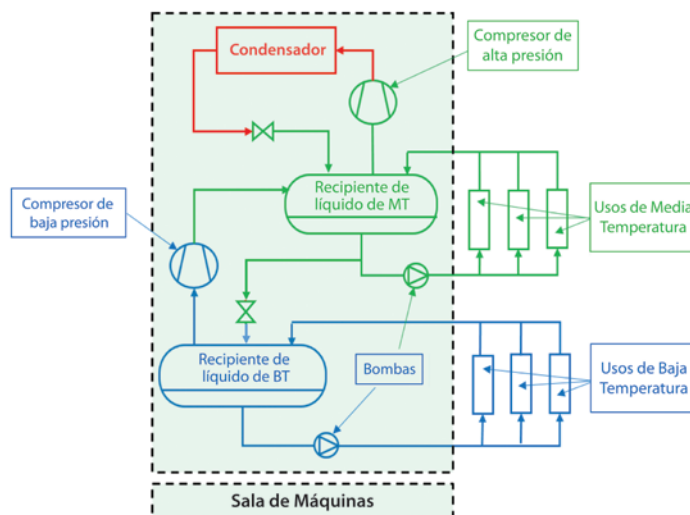 Condensador
Compresor de
alta presión
Recipiente de
líquido de MT
Compresor de
baja presión
Usos de Media
Temperatura
Recipiente de
líquido de BT
Bombas
Usos de Baja
Temperatura
Sala de Máquinas